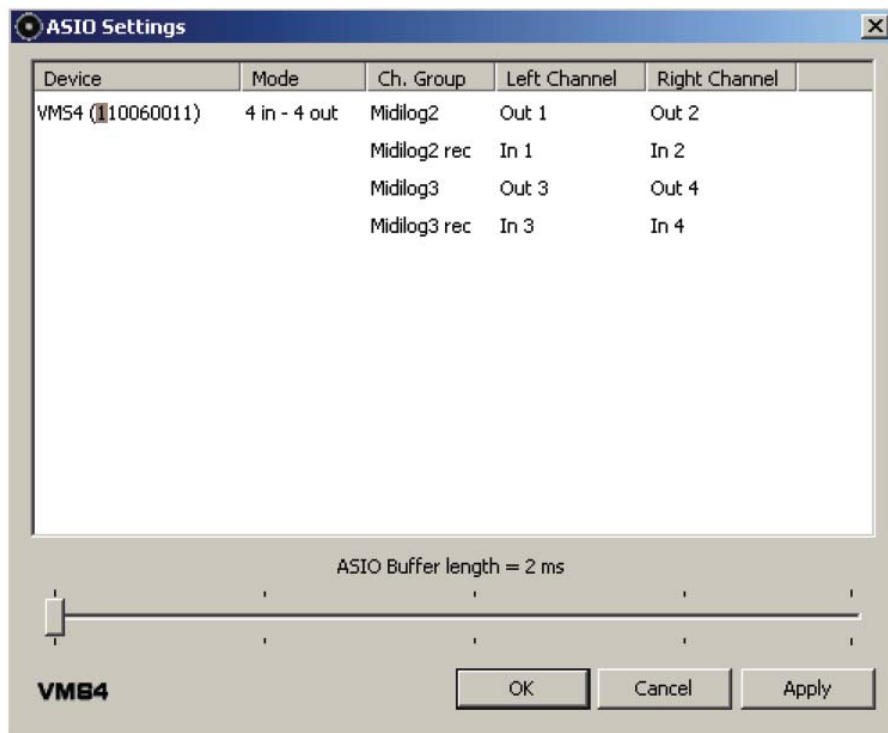 ASIO Settings
Device Mode Ch. Group Left Channel Right Channel
VMS4 (110060011) 4 in - 4 out Midilog2 Out 1 Out 2
Midilog2 rec In 1 In 2
Midilog3 Out 3 Out 4
Midilog3 rec In 3 In 4
ASIO Buffer length = 2 ms
VMS4
OK Cancel Apply